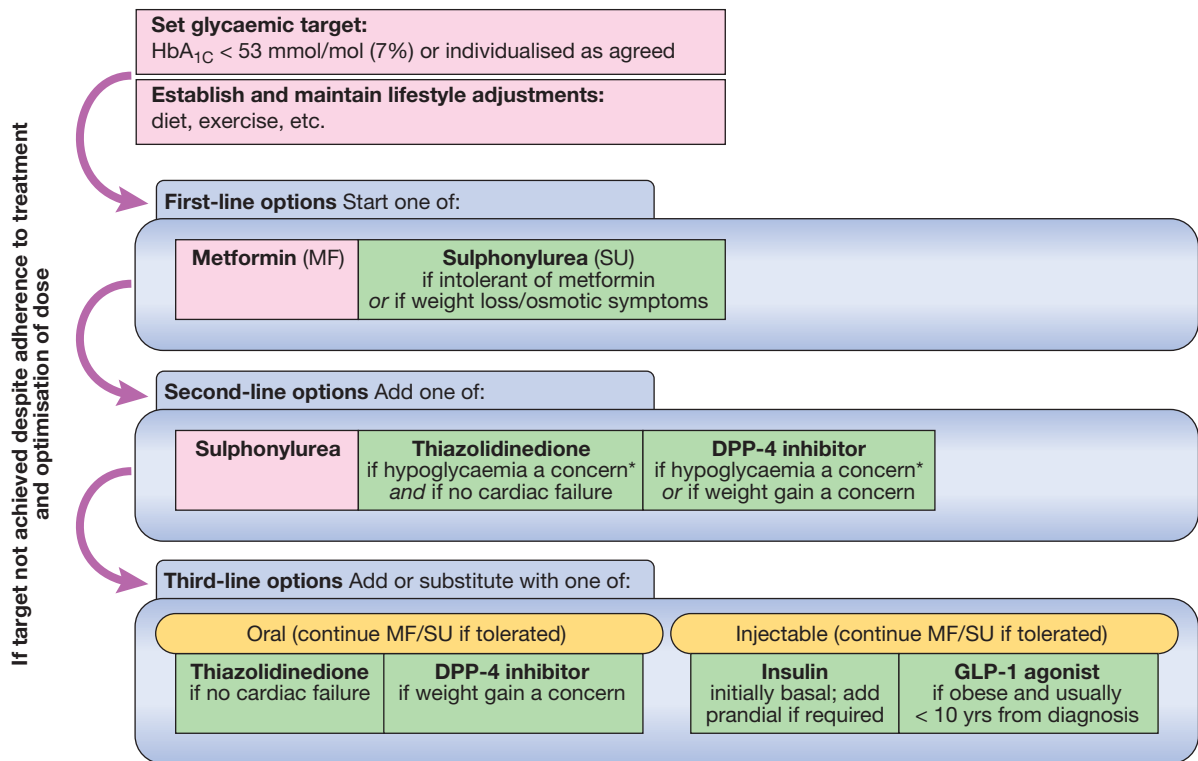 Set glycaemic target:
HbA1C < 53 mmol/mol (7%) or individualised as agreed
Establish and maintain lifestyle adjustments:
diet, exercise, etc.
If target not achieved despite adherence to treatment
and optimisation of dose
First-line options Start one of:
Metformin (MF)
Sulphonylurea (SU)
if intolerant of metformin
or if weight loss/osmotic symptoms
Second-line options Add one of:
Sulphonylurea
Thiazolidinedione
if hypoglycaemia a concern*
and if no cardiac failure
DPP-4 inhibitor
if hypoglycaemia a concern*
or if weight gain a concern
Third-line options Add or substitute with one of:
Oral (continue MF/SU if tolerated)
Thiazolidinedione
if no cardiac failure
DPP-4 inhibitor
if weight gain a concern
Injectable (continue MF/SU if tolerated)
Insulin
initially basal; add
prandial if required
GLP-1 agonist
if obese and usually
< 10 yrs from diagnosis